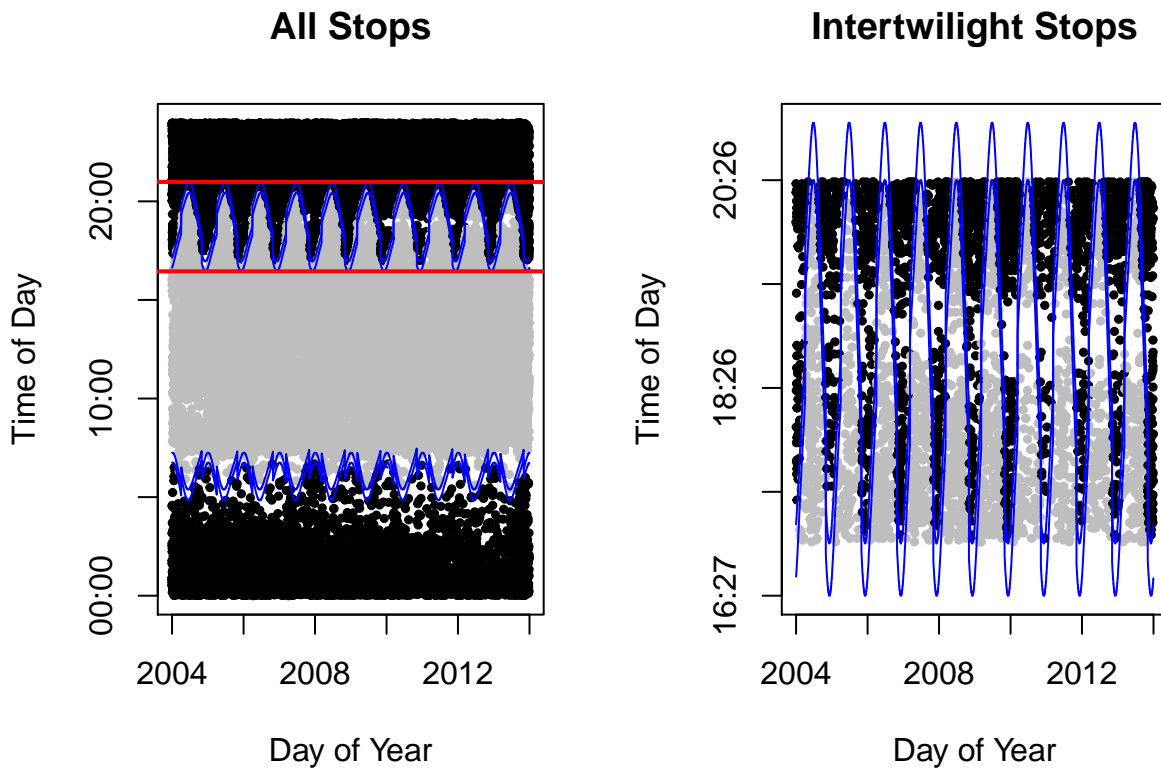 All Stops
Time of Day
20:00
10:00
00:00
2004 2008 2012
Day of Year
Intertwilight Stops
Time of Day
20:26
18:26
16:27
2004 2008 2012
Day of Year